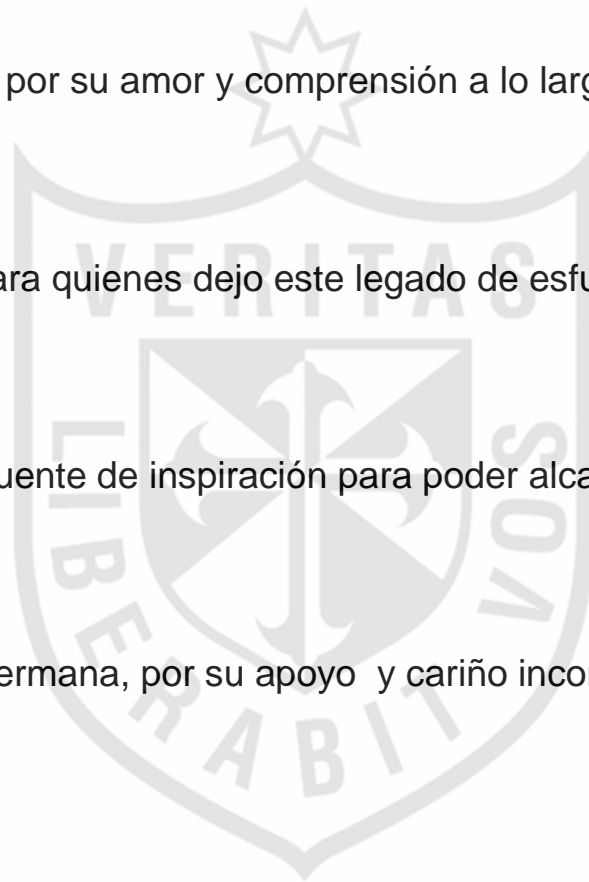 por su amor y comprensión a lo larg
ara quienes dejo este legado de esfu
uente de inspiración para poder alca
ermana, por su apoyo y cariño inco
VERITAS
LIBERABIT
VOS